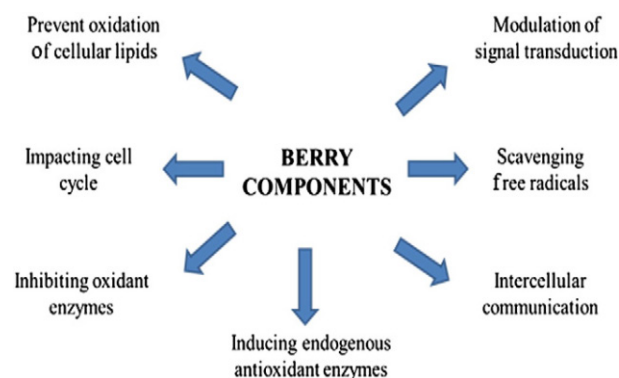 Prevent oxidation
of cellular lipids
Modulation of
signal transduction
Impacting cell
cycle
BERRY
COMPONENTS
Scavenging
free radicals
Inhibiting oxidant
enzymes
Intercellular
communication
Inducing endogenous
antioxidant enzymes